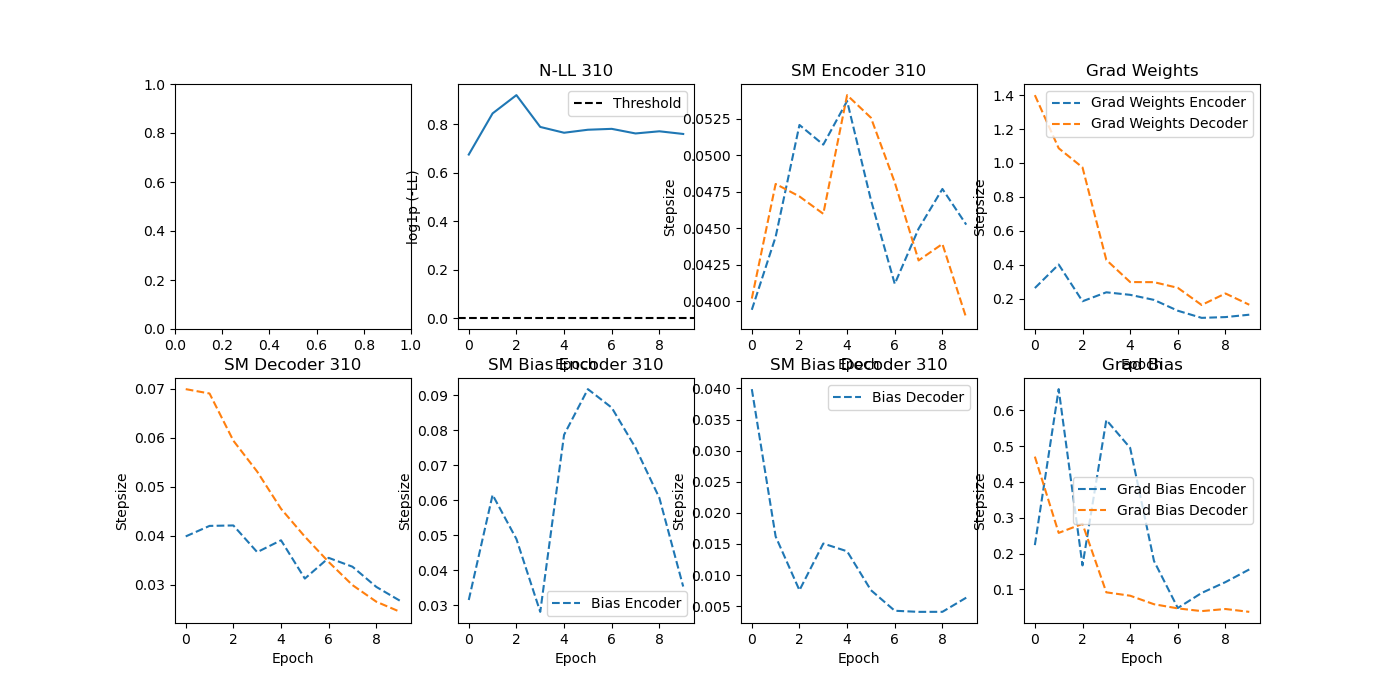 N-LL 310
SM Encoder 310
Grad Weights
1.0
0.8
0.6
0.4
0.2
0.0
0.0 0.2 0.4 0.6 0.8 1.0
log1p (-LL)
0.8
0.6
0.4
0.2
0.0
Threshold
0 2 4 6 8
Epoch
Stepsize
0.0525
0.0500
0.0475
0.0450
0.0425
0.0400
0 2 4 6 8
Epoch
Stepsize
1.4
1.2
1.0
0.8
0.6
0.4
0.2
Grad Weights Encoder
Grad Weights Decoder
0 2 4 6 8
Epoch
SM Decoder 310
SM Bias Encoder 310
SM Bias Decoder 310
Grad Bias
Stepsize
0.07
0.06
0.05
0.04
0.03
0 2 4 6 8
Epoch
Stepsize
0.09
0.08
0.07
0.06
0.05
0.04
0.03
Bias Encoder
0 2 4 6 8
Epoch
Stepsize
0.040
0.035
0.030
0.025
0.020
0.015
0.010
0.005
Bias Decoder
0 2 4 6 8
Epoch
Stepsize
0.6
0.5
0.4
0.3
0.2
0.1
Grad Bias Encoder
Grad Bias Decoder
0 2 4 6 8
Epoch